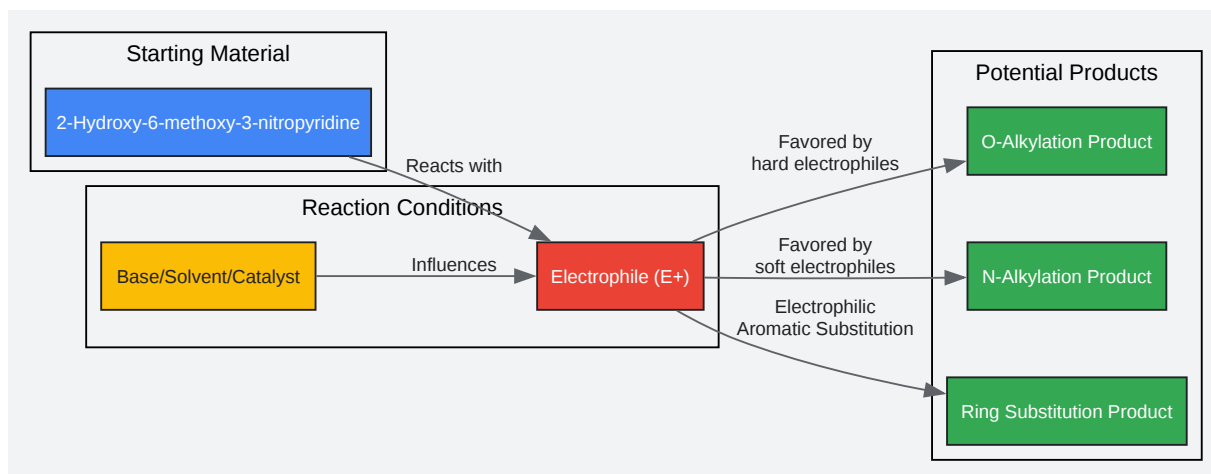 Starting Material
2-Hydroxy-6-methoxy-3-nitropyridine
Reacts with
Reaction Conditions
Base/Solvent/Catalyst
Influences
Electrophile (E+)
Favored by
hard electrophiles
Favored by
soft electrophiles
Electrophilic
Aromatic Substitution
Potential Products
O-Alkylation Product
N-Alkylation Product
Ring Substitution Product